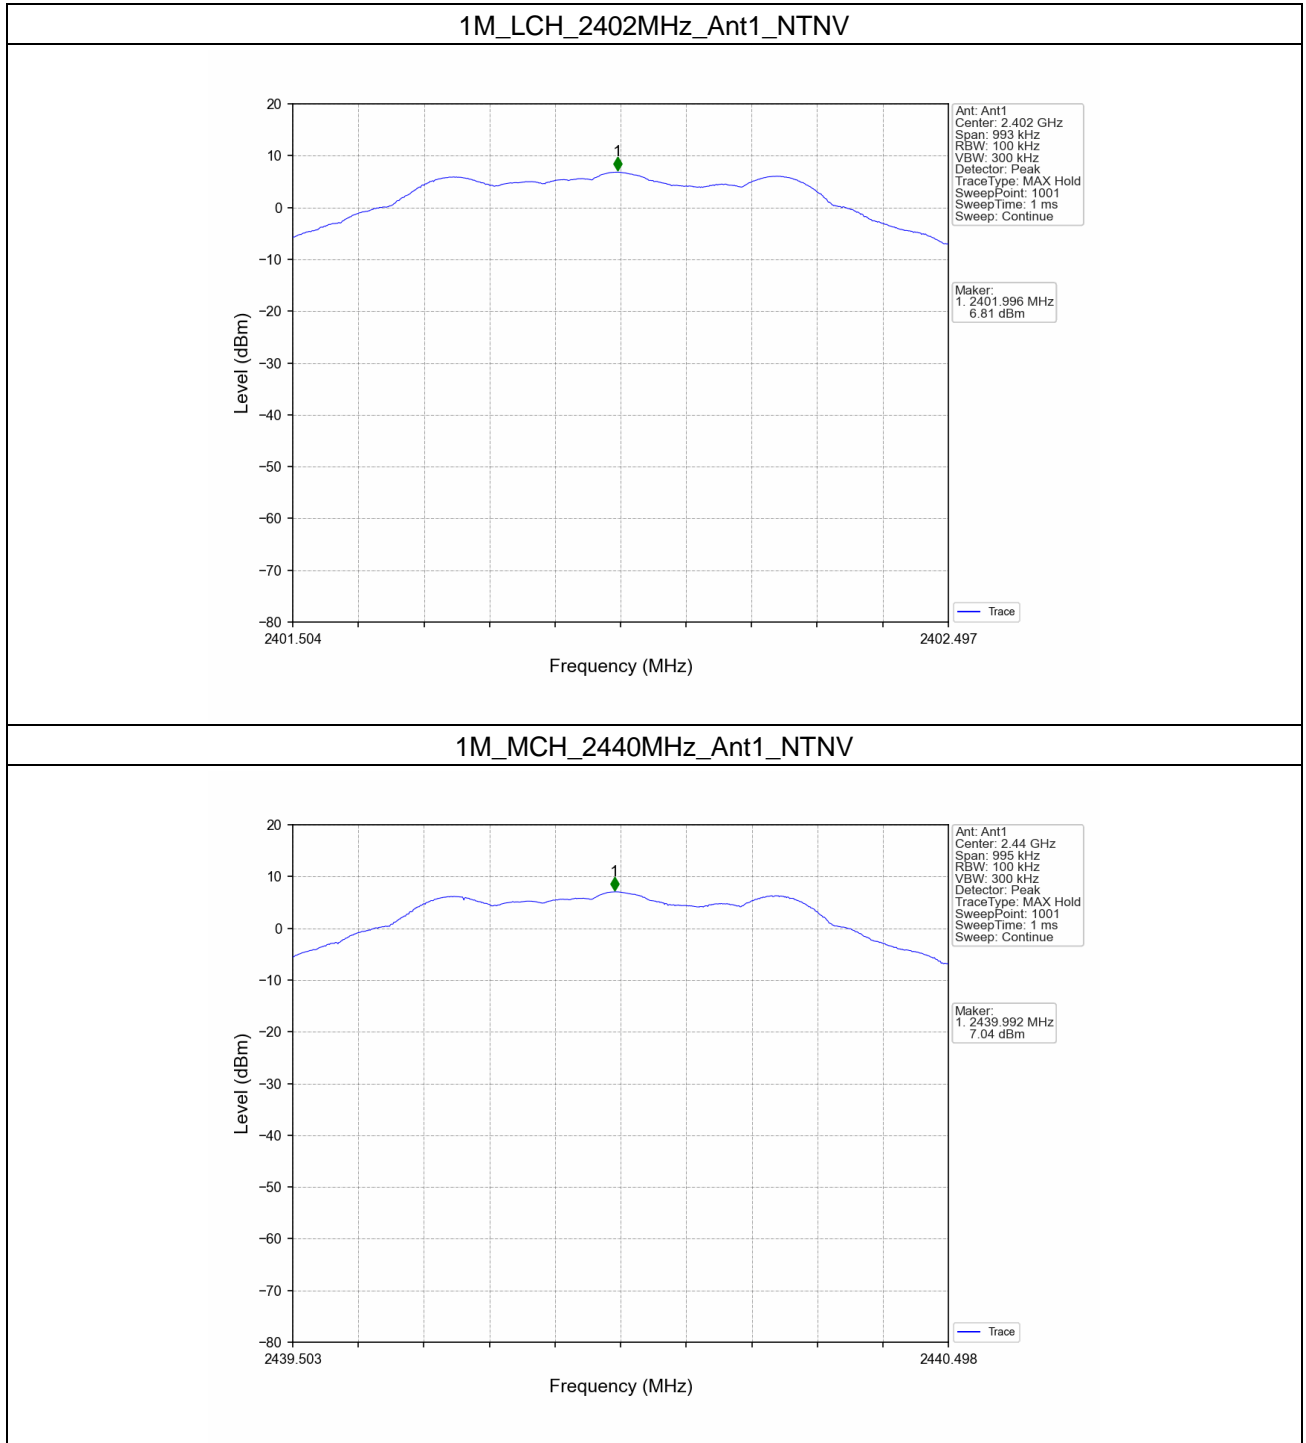 1M_LCH_2402MHz_Ant1_NTNV
20
10
0
−10
−20
−30
−40
−50
−60
−70
−80
Level (dBm)
1
2401.504
2402.497
Frequency (MHz)
Ant: Ant1
Center: 2.402 GHz
Span: 993 kHz
RBW: 100 kHz
VBW: 300 kHz
Detector: Peak
TraceType: MAX Hold
SweepPoint: 1001
SweepTime: 1 ms
Sweep: Continue
Maker:
1. 2401.996 MHz
6.81 dBm
Trace
1M_MCH_2440MHz_Ant1_NTNV
20
10
0
−10
−20
−30
−40
−50
−60
−70
−80
Level (dBm)
1
2439.503
2440.498
Frequency (MHz)
Ant: Ant1
Center: 2.44 GHz
Span: 995 kHz
RBW: 100 kHz
VBW: 300 kHz
Detector: Peak
TraceType: MAX Hold
SweepPoint: 1001
SweepTime: 1 ms
Sweep: Continue
Maker:
1. 2439.992 MHz
7.04 dBm
Trace